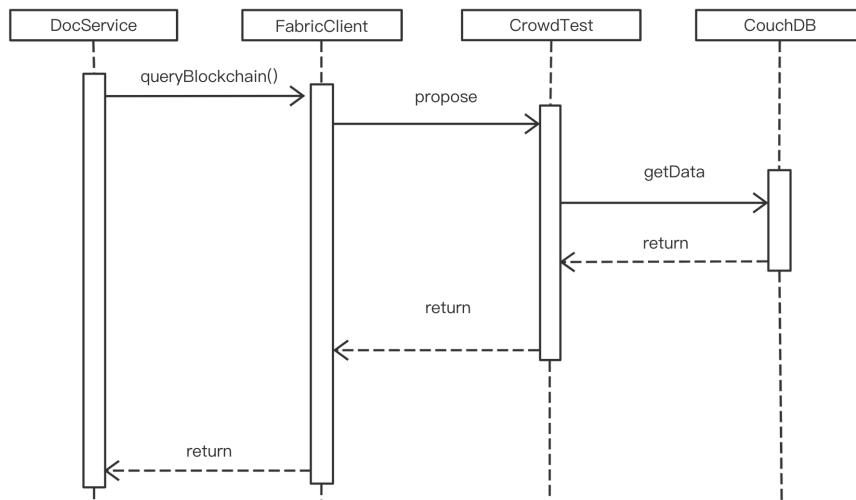 DocService
FabricClient
CrowdTest
CouchDB
queryBlockchain()
propose
getData
return
return
return